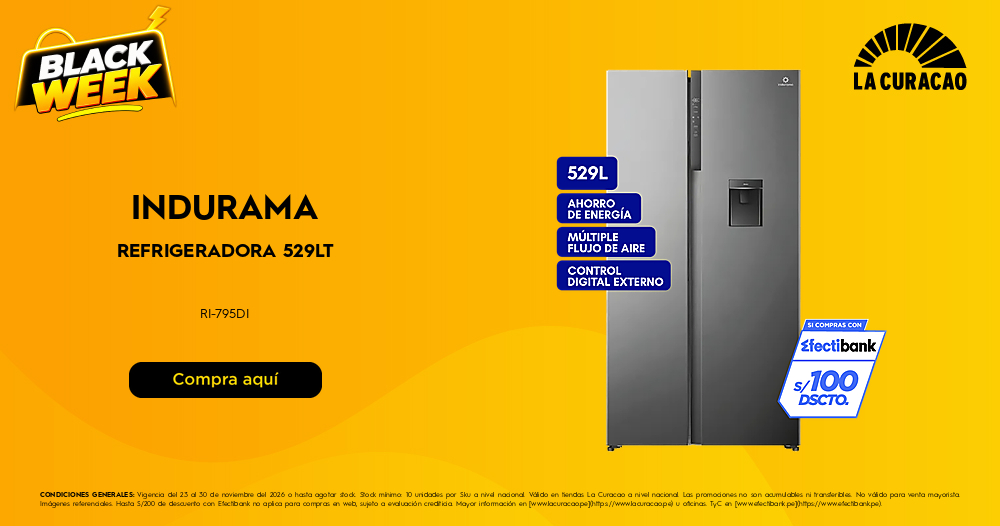 BLACK
WEEK
LA CURACAO
INDURAMA
REFRIGERADORA 529LT
RI-795DI
Compra aquí
529L
AHORRO
DE ENERGÍA
MÚLTIPLE
FLUJO DE AIRE
CONTROL
DIGITAL EXTERNO
SI COMPRAS CON
Efectibank
S/100
DSCTO.
CONDICIONES GENERALES: Vigencia del 23 al 30 de noviembre del 2026 o hasta agotar stock. Stock mínimo: 10 unidades por Sku a nivel nacional. Válido en tiendas La Curacao a nivel nacional. Las promociones no son acumulables ni transferibles. No válido para venta mayorista.
Imágenes referenciales. Hasta S/200 de descuento con Efectibank no aplica para compras en web, sujeto a evaluación crediticia. Mayor información en [www.lacuracao.pe](https://www.lacuracao.pe) u oficinas. TyC en [www.efectibank.pe](https://www.efectibank.pe).